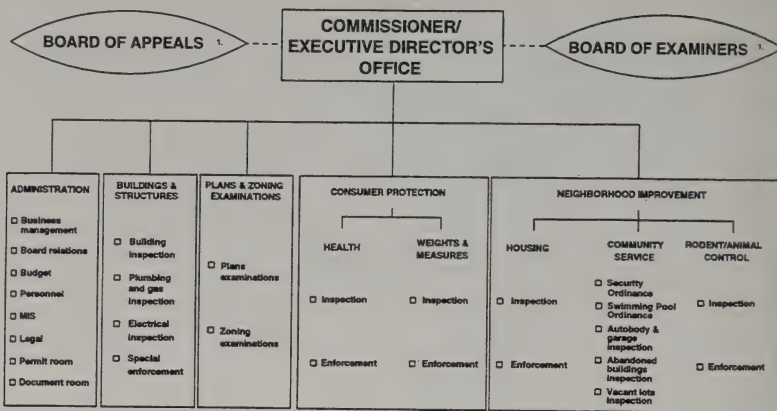 COMMISSIONER/
EXECUTIVE DIRECTOR'S
OFFICE
BOARD OF APPEALS 1.
BOARD OF EXAMINERS 1.
ADMINISTRATION
Business
management
Board relations
Budget
Personnel
MIS
Legal
Permit room
Document room
BUILDINGS &
STRUCTURES
Building
inspection
Plumbing
and gas
inspection
Electrical
inspection
Special
enforcement
PLANS & ZONING
EXAMINATIONS
Plans
examinations
Zoning
examinations
CONSUMER PROTECTION
HEALTH
Inspection
Enforcement
WEIGHTS &
MEASURES
Inspection
Enforcement
NEIGHBORHOOD IMPROVEMENT
HOUSING
Inspection
Enforcement
COMMUNITY
SERVICE
Security
Ordinance
Swimming Pool
Ordinance
Autobody &
garage
inspection
Abandoned
buildings
inspection
Vacant lots
inspection
RODENT/ANIMAL
CONTROL
Inspection
Enforcement